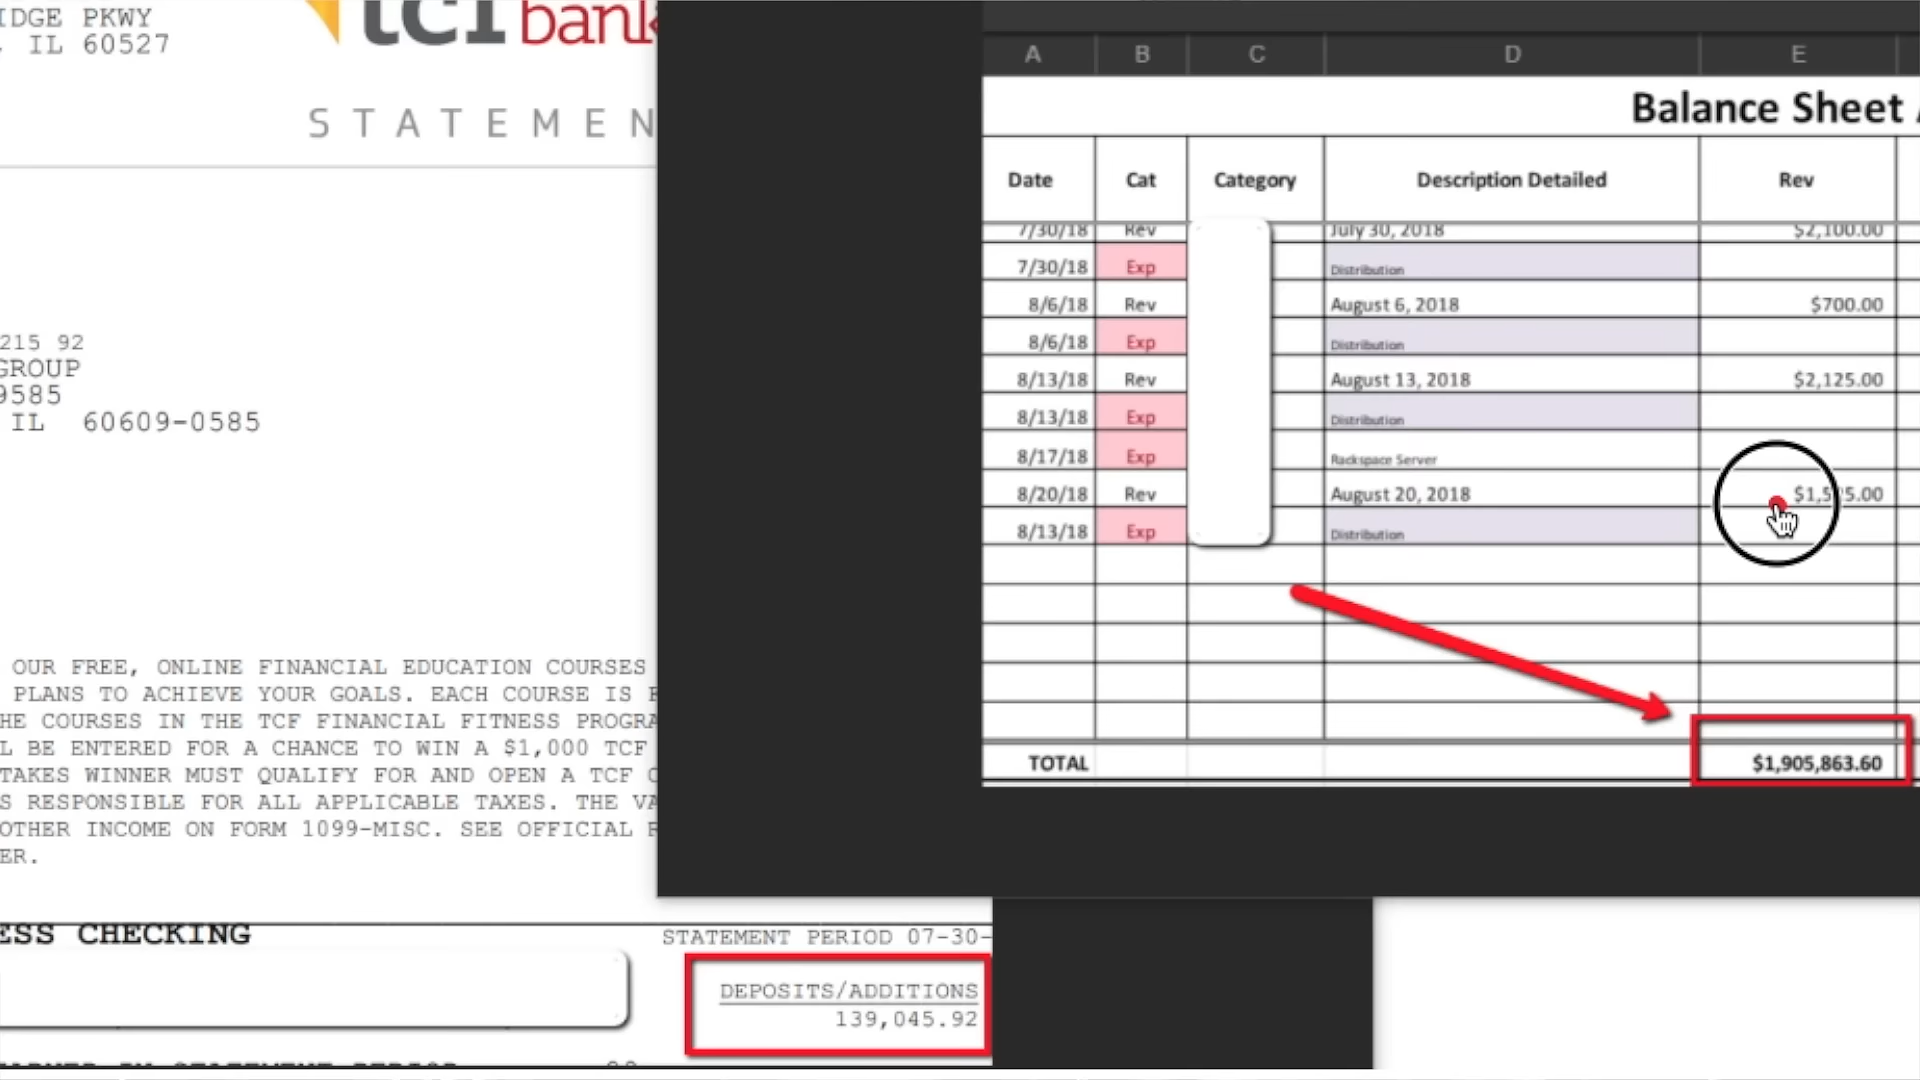 IDGE PKWY
, IL 60527
tcf bank
STATEMEN
215 92
GROUP
9585
IL 60609-0585
OUR FREE, ONLINE FINANCIAL EDUCATION COURSES
PLANS TO ACHIEVE YOUR GOALS. EACH COURSE IS
HE COURSES IN THE TCF FINANCIAL FITNESS PROGRA
L BE ENTERED FOR A CHANCE TO WIN A $1,000 TCF
TAKES WINNER MUST QUALIFY FOR AND OPEN A TCF
S RESPONSIBLE FOR ALL APPLICABLE TAXES. THE VA
OTHER INCOME ON FORM 1099-MISC. SEE OFFICIAL
ER.
ESS CHECKING
STATEMENT PERIOD 07-30-
DEPOSITS/ADDITIONS
139,045.92
A B C D E
Balance Sheet
Date Cat Category Description Detailed Rev
7/30/18 Rev July 30, 2018 $2,100.00
7/30/18 Exp Distribution
8/6/18 Rev August 6, 2018 $700.00
8/6/18 Exp Distribution
8/13/18 Rev August 13, 2018 $2,125.00
8/13/18 Exp Distribution
8/17/18 Exp Rackspace Server
8/20/18 Rev August 20, 2018
8/13/18 Exp Distribution
TOTAL $1,905,863.60